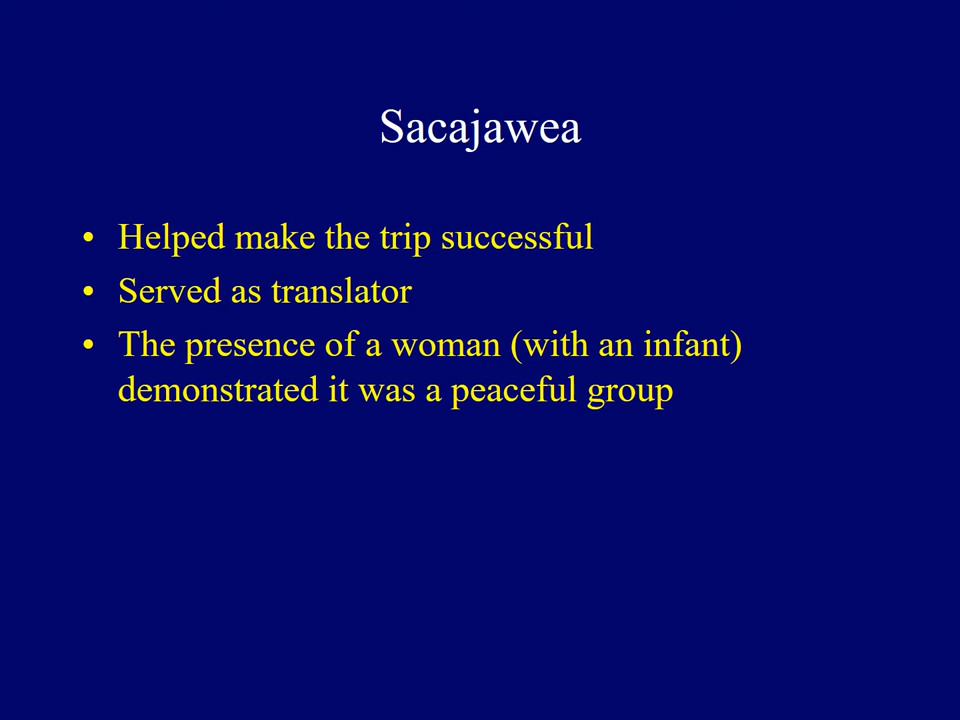 Sacajawea
• Helped make the trip successful
• Served as translator
• The presence of a woman (with an infant)
demonstrated it was a peaceful group